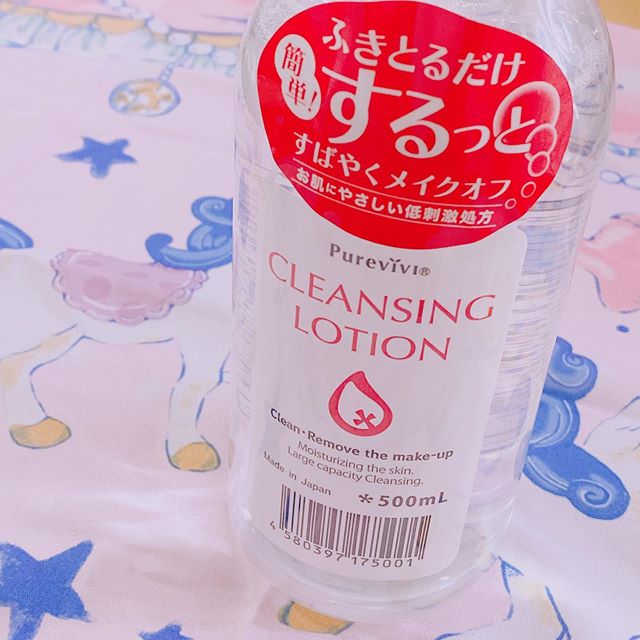 簡単!
ふきとるだけ
するっと
すばやくメイクオフ
お肌にやさしい低刺激処方
Purevivi®
CLEANSING
LOTION
Clean・Remove the make-up
Moisturizing the skin.
Large capacity Cleansing.
Made in Japan
*500mL
4 580397 175001